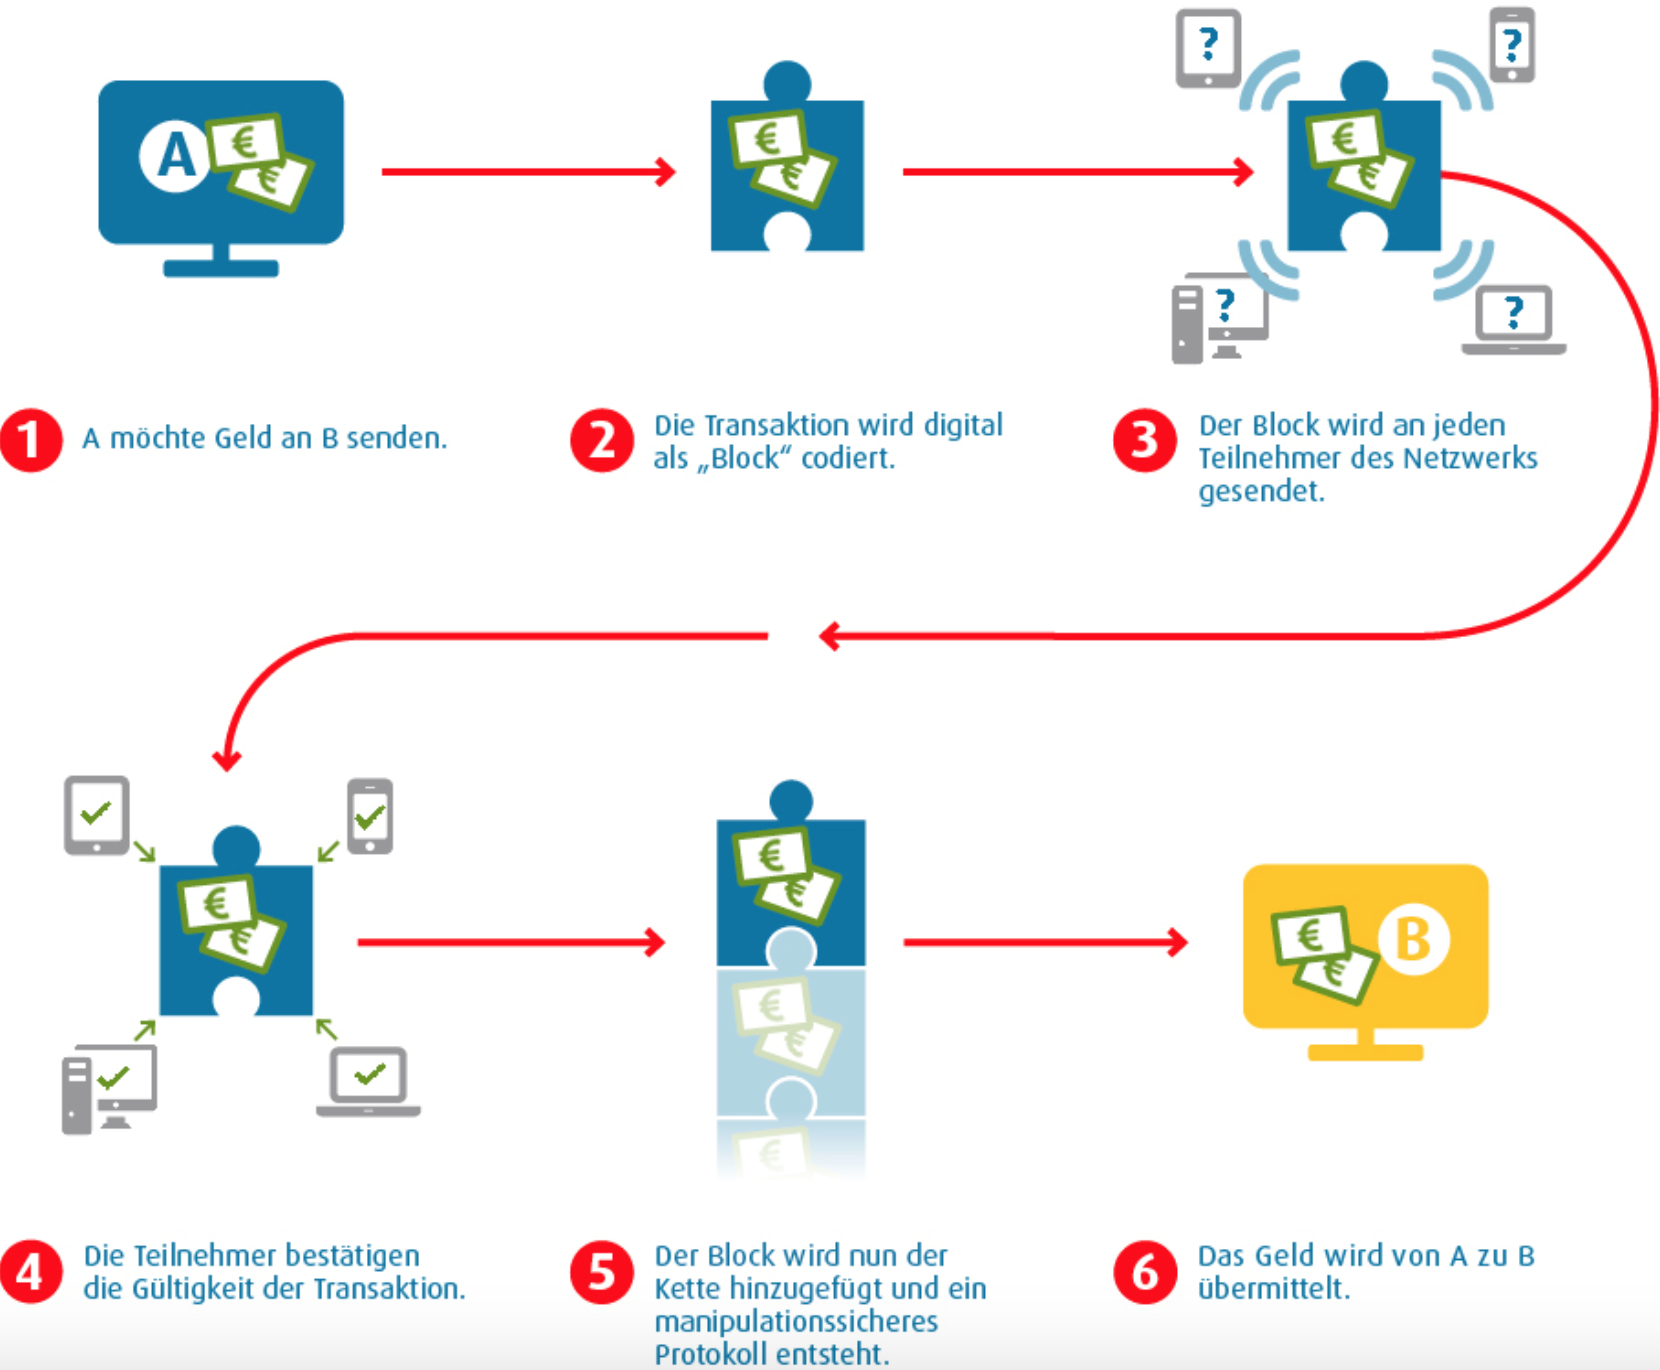 A € €
€ €
? ?
€ €
? ?
1 A möchte Geld an B senden.
2 Die Transaktion wird digital
als „Block“ codiert.
3 Der Block wird an jeden
Teilnehmer des Netzwerks
gesendet.
€ €
€ €
€ €
€
€ € B
4 Die Teilnehmer bestätigen
die Gültigkeit der Transaktion.
5 Der Block wird nun der
Kette hinzugefügt und ein
manipulationssicheres
Protokoll entsteht.
6 Das Geld wird von A zu B
übermittelt.